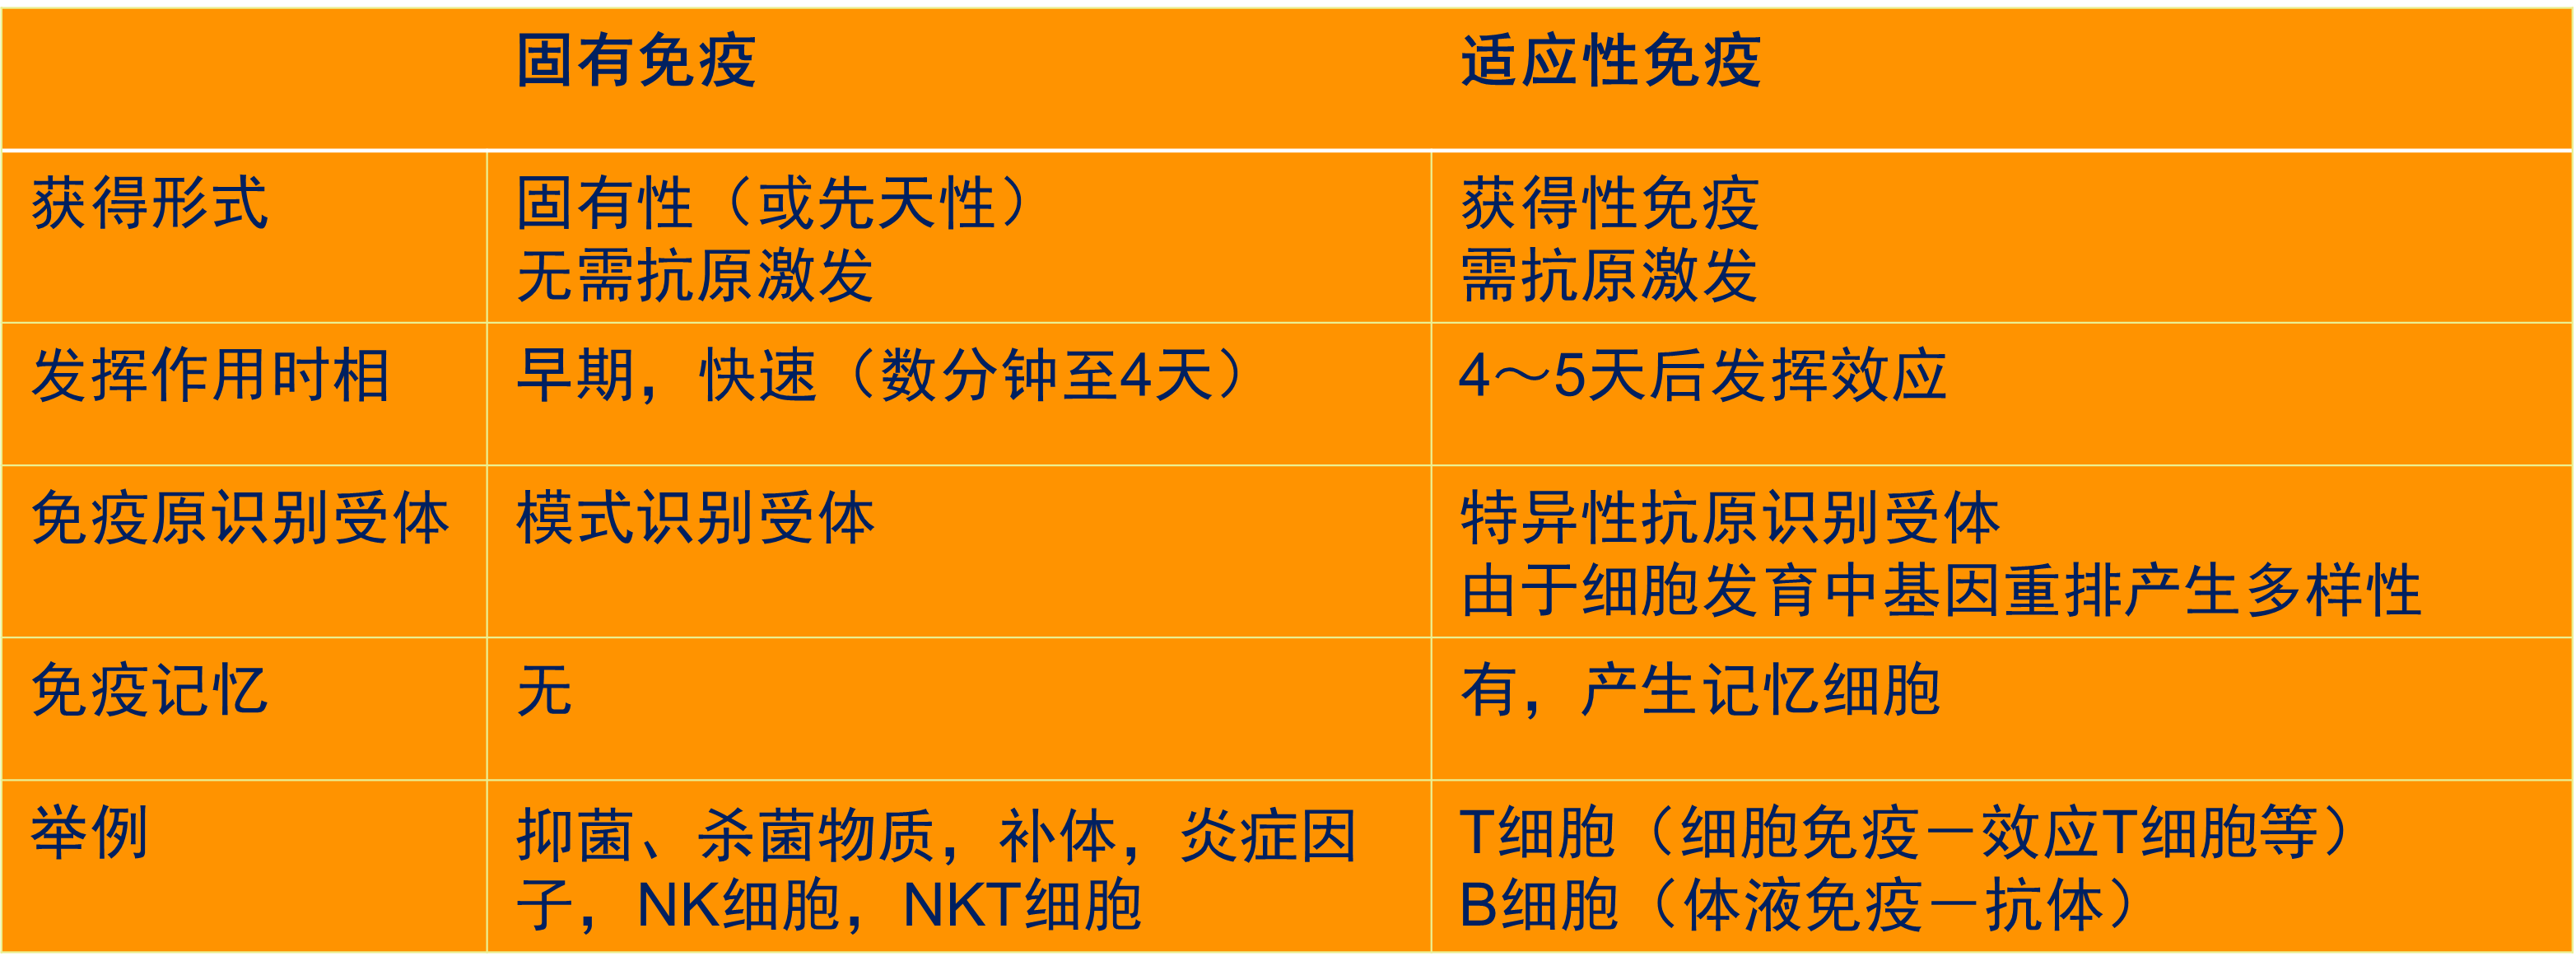 固有免疫
适应性免疫
获得形式
固有性（或先天性）
无需抗原激发
获得性免疫
需抗原激发
发挥作用时相
早期，快速（数分钟至4天）
4～5天后发挥效应
免疫原识别受体
模式识别受体
特异性抗原识别受体
由于细胞发育中基因重排产生多样性
免疫记忆
无
有，产生记忆细胞
举例
抑菌、杀菌物质，补体，炎症因
子，NK细胞，NKT细胞
T细胞（细胞免疫－效应T细胞等）
B细胞（体液免疫－抗体）